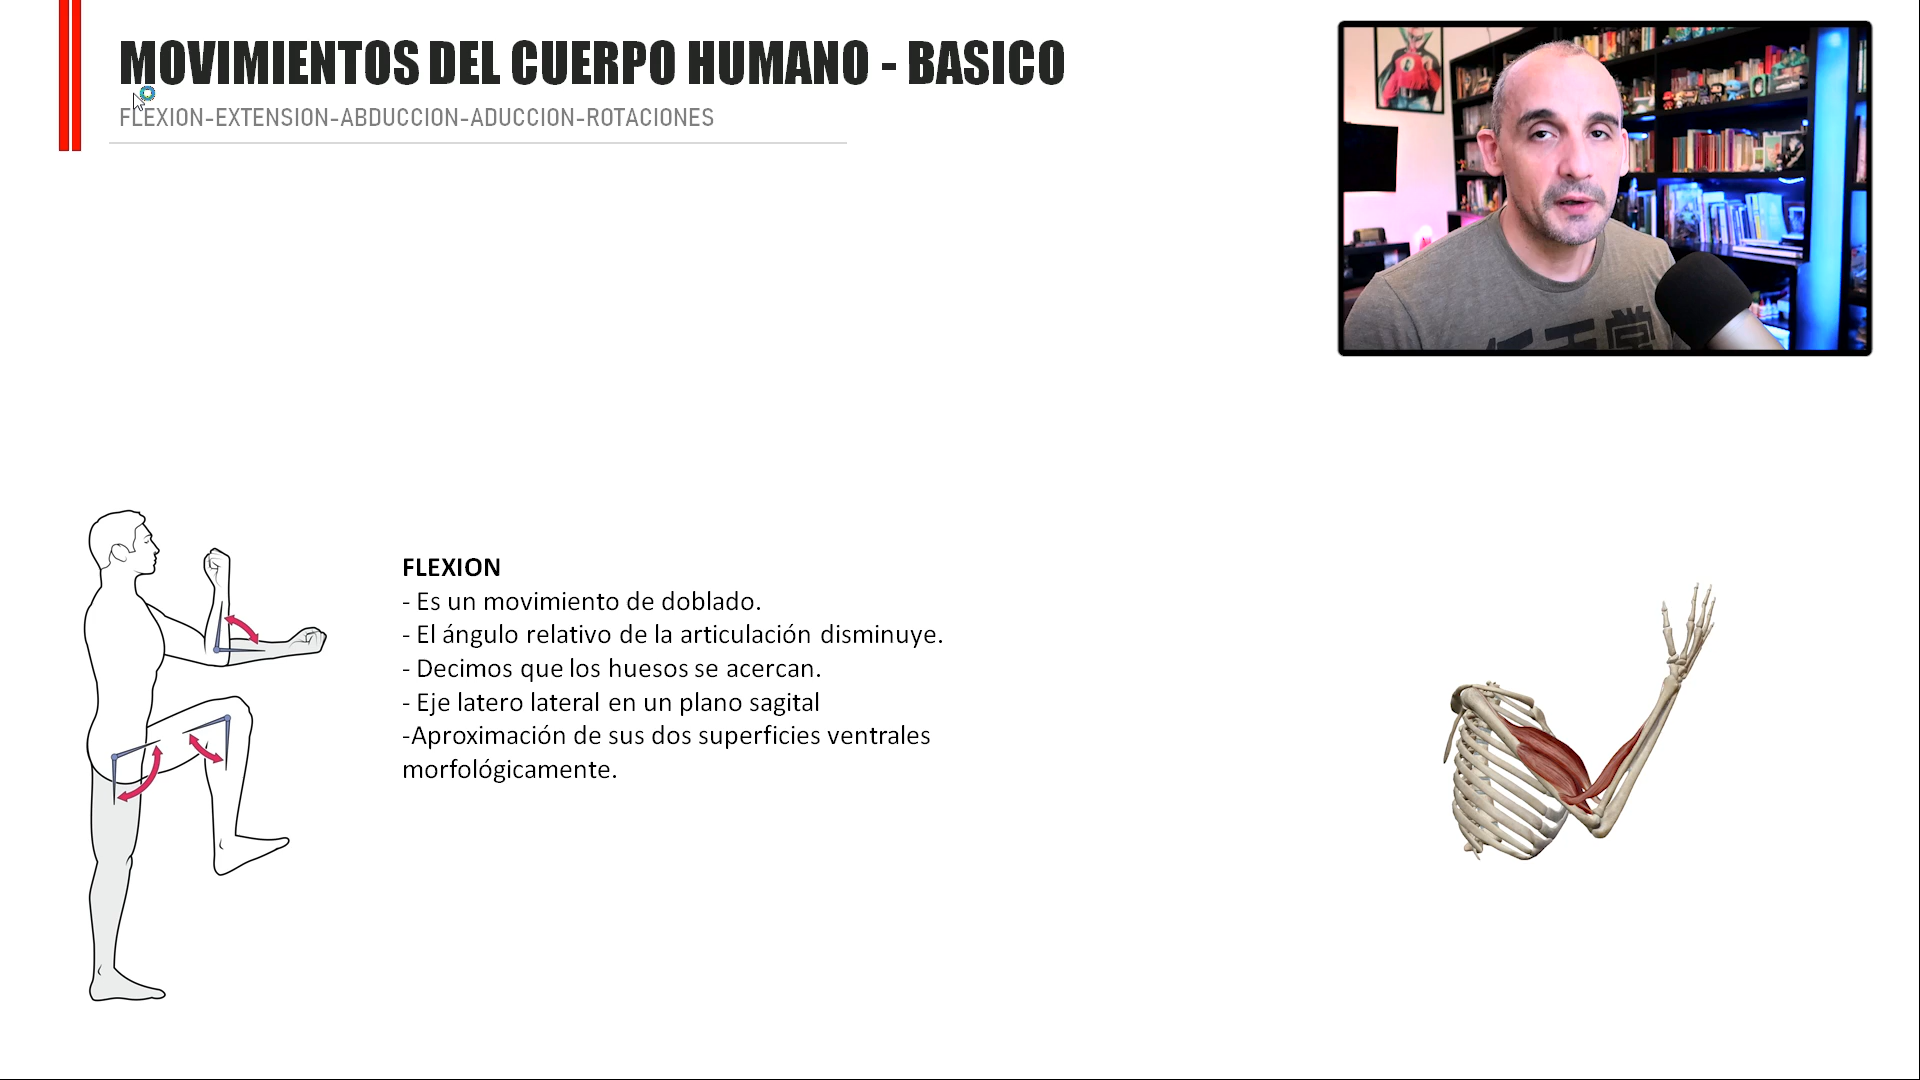 MOVIMIENTOS DEL CUERPO HUMANO - BASICO
FLEXION-EXTENSION-ABDUCCION-ADUCCION-ROTACIONES
FLEXION
- Es un movimiento de doblado.
- El ángulo relativo de la articulación disminuye.
- Decimos que los huesos se acercan.
- Eje latero lateral en un plano sagital
-Aproximación de sus dos superficies ventrales
morfológicamente.